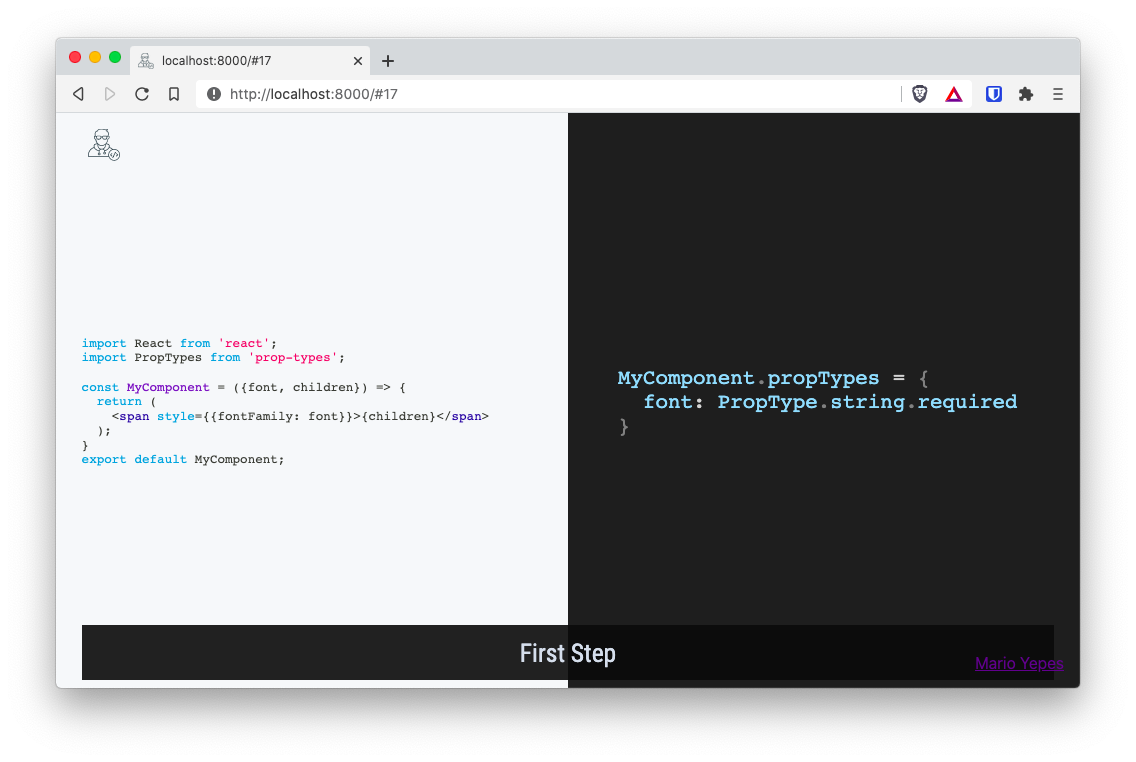 localhost:8000/#17
http://localhost:8000/#17
import React from 'react';
import PropTypes from 'prop-types';
const MyComponent = ({font, children}) => {
  return (
    <span style={{fontFamily: font}}>{children}</span>
  );
}
export default MyComponent;
MyComponent.propTypes = {
  font: PropType.string.required
}
First Step
Mario Yepes